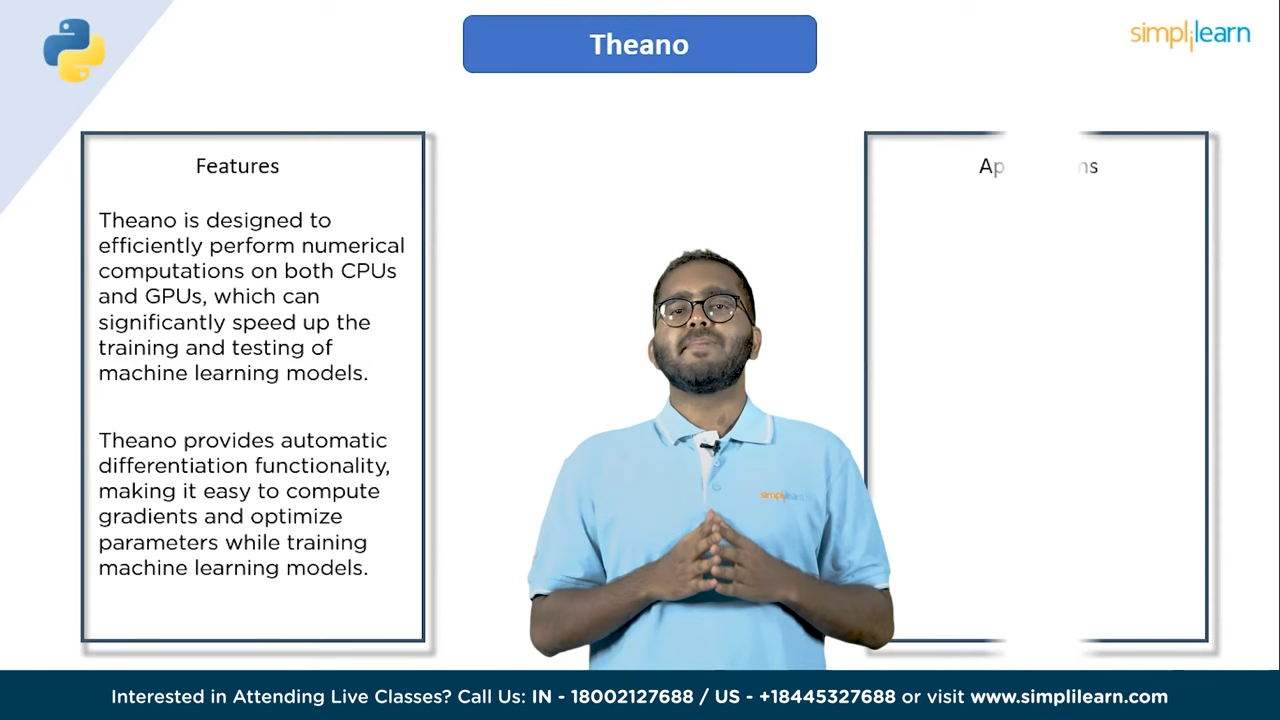 Theano
simplilearn
Features
Theano is designed to
efficiently perform numerical
computations on both CPUs
and GPUs, which can
significantly speed up the
training and testing of
machine learning models.
Theano provides automatic
differentiation functionality,
making it easy to compute
gradients and optimize
parameters while training
machine learning models.
simplilearn
Interested in Attending Live Classes? Call Us: IN - 18002127688 / US - +18445327688 or visit www.simplilearn.com